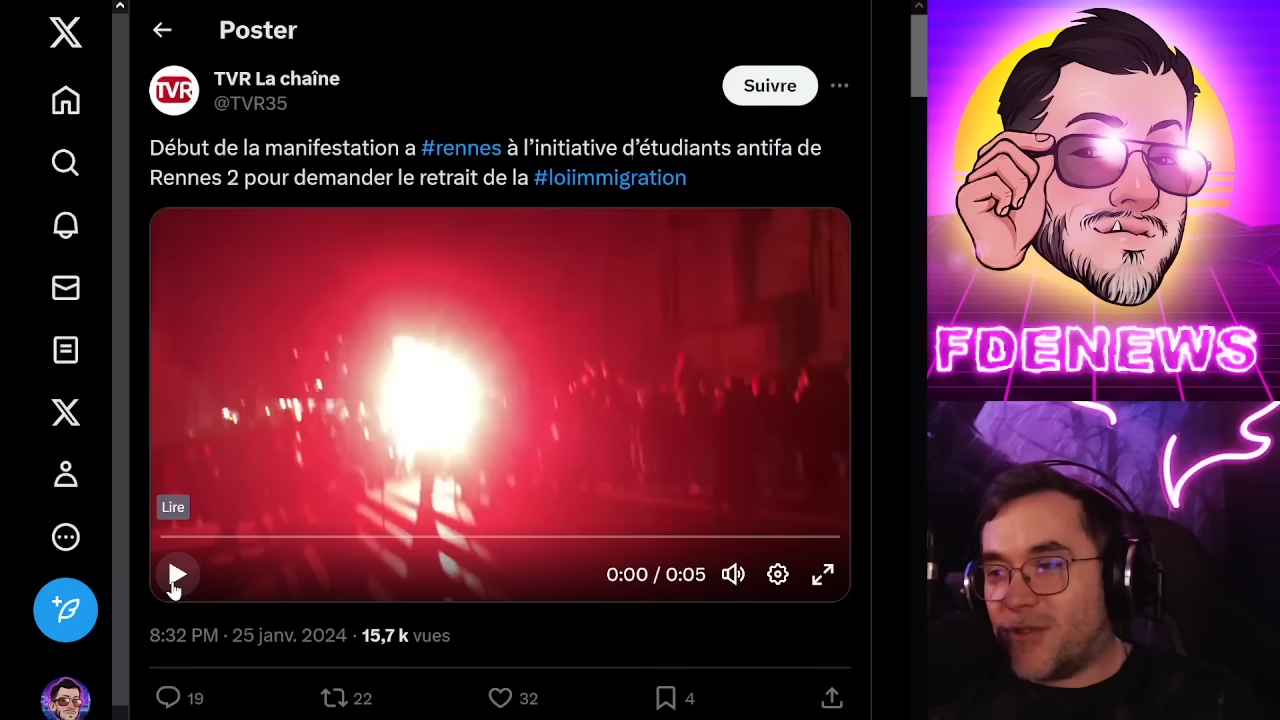 Poster
TVR
TVR La chaîne
@TVR35
Suivre
Début de la manifestation a #rennes à l’initiative d’étudiants antifa de
Rennes 2 pour demander le retrait de la #loiimmigration
Lire
0:00 / 0:05
8:32 PM · 25 janv. 2024 · 15,7 k vues
19 22 32 4
FDENEWS